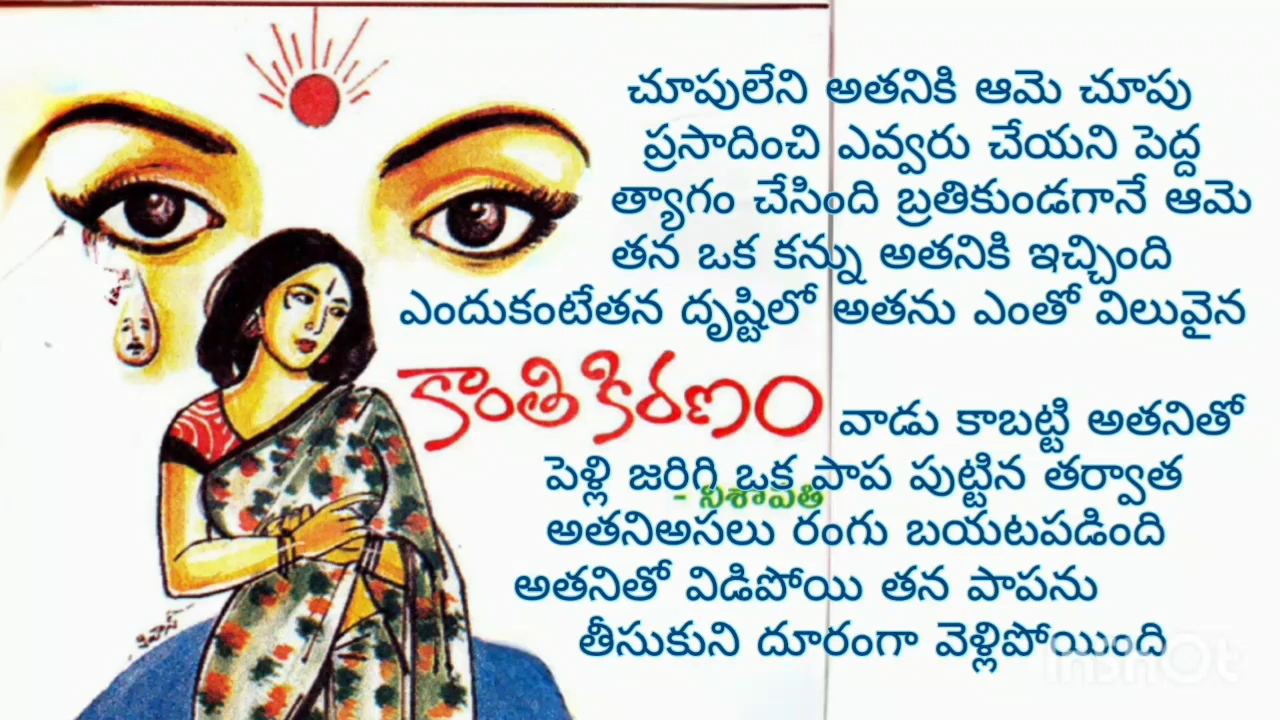 చూపులేని అతనికి ఆమె చూపు
ప్రసాదించి ఎవ్వరు చేయని పెద్ద
త్యాగం చేసింది బ్రతికుండగానే ఆమె
తన ఒక కన్ను అతనికి ఇచ్చింది
ఎందుకంటేతన దృష్టిలో అతను ఎంతో విలువైన
కాంతి కిరణం
వాడు కాబట్టి అతనితో
పెళ్లి జరిగి ఒక పాప పుట్టిన తర్వాత
- నిశాపతి
అతనిఅసలు రంగు బయటపడింది
అతనితో విడిపోయి తన పాపను
తీసుకుని దూరంగా వెళ్లిపోయింది
InShOt